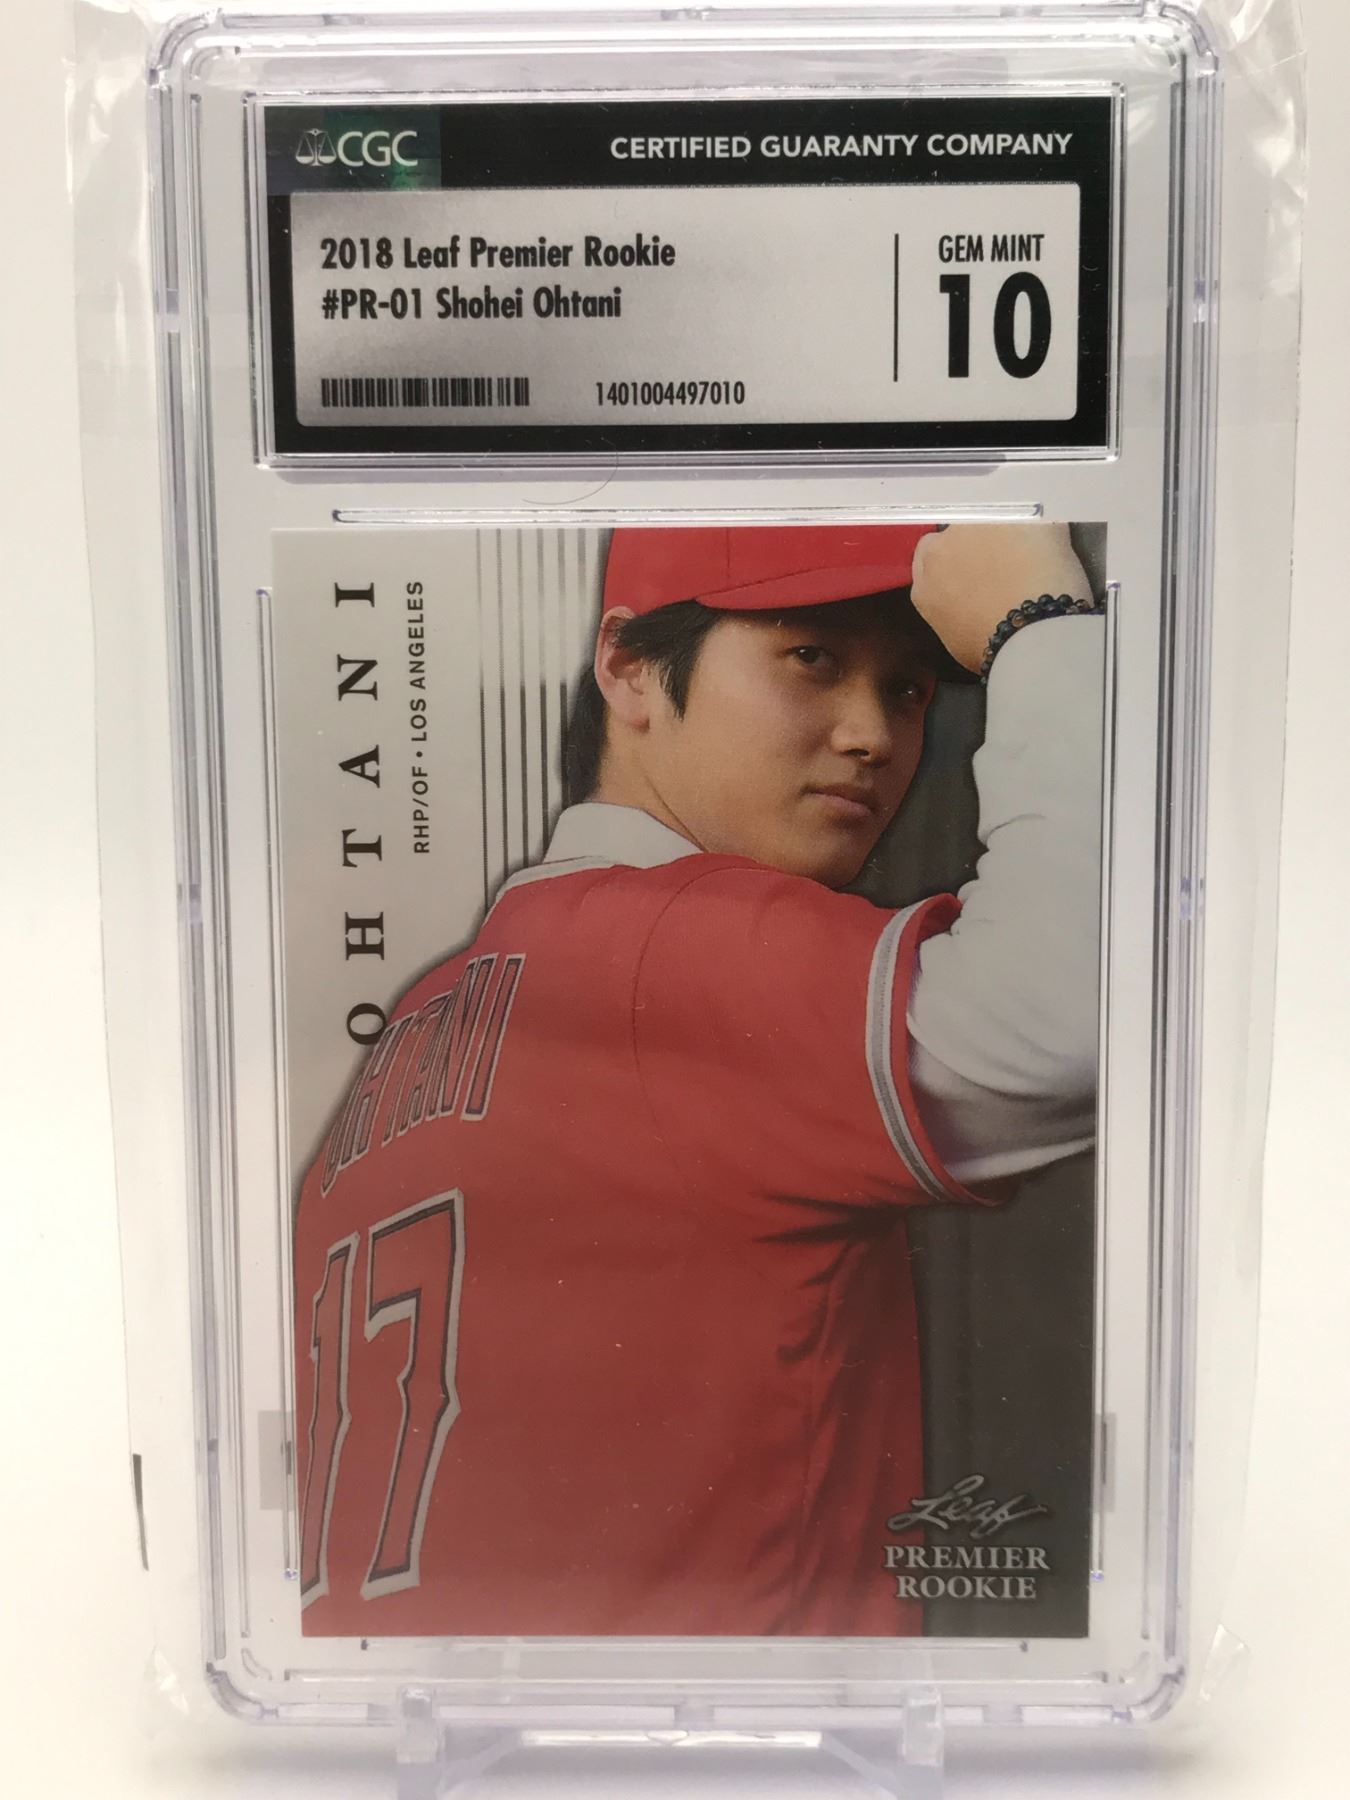 CGC
CERTIFIED GUARANTY COMPANY
2018 Leaf Premier Rookie
#PR-01 Shohei Ohtani
GEM MINT
10
1401004497010
OHTANI
RHP/OF • LOS ANGELES
OHTANI
17
Leaf
PREMIER
ROOKIE